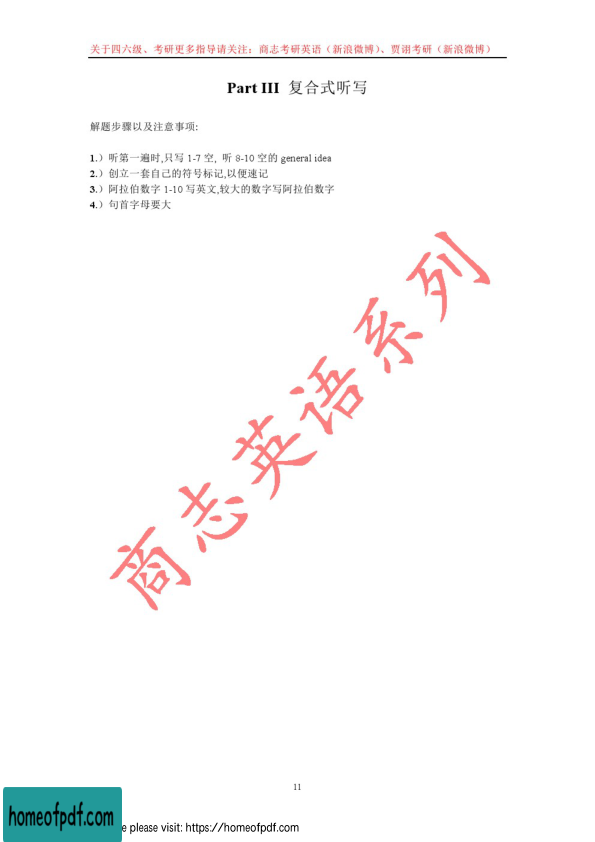 关于四六级、考研更多指导请关注：商志考研英语（新浪微博）、贾诩考研（新浪微博）
Part III 复合式听写
解题步骤以及注意事项:
1.）听第一遍时,只写 1-7 空, 听 8-10 空的 general idea
2.）创立一套自己的符号标记,以便速记
3.）阿拉伯数字 1-10 写英文,较大的数字写阿拉伯数字
4.）句首字母要大
商志英语系列
11
homeofpdf.com
e please visit: https://homeofpdf.com